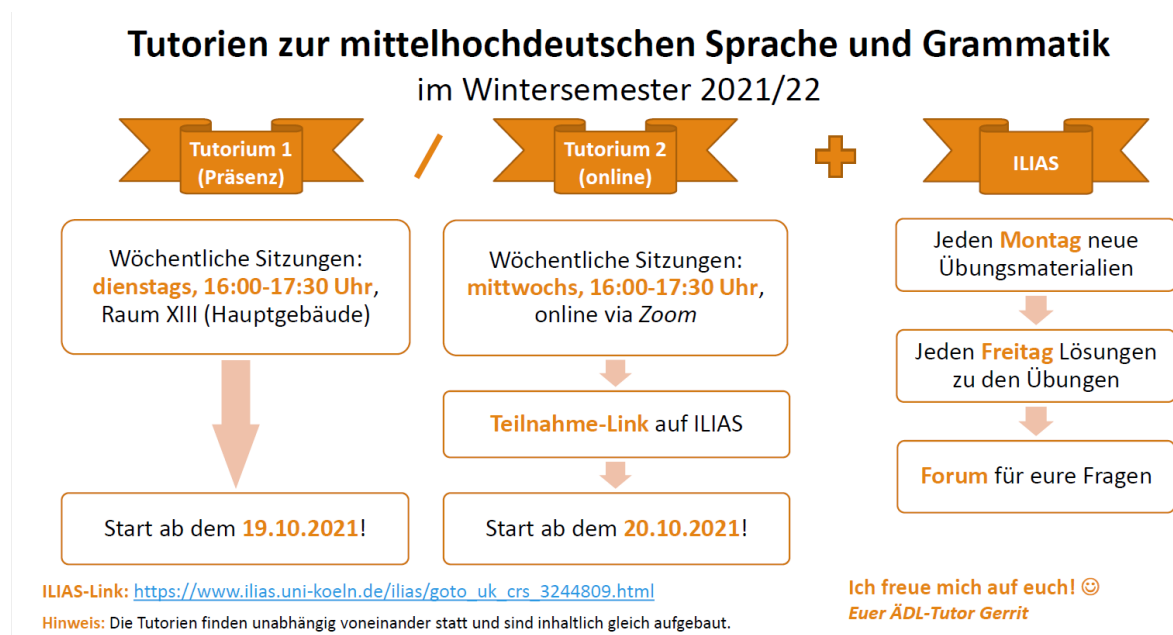 Tutorien zur mittelhochdeutschen Sprache und Grammatik
im Wintersemester 2021/22
Tutorium 1
(Präsenz)
Wöchentliche Sitzungen:
dienstags, 16:00-17:30 Uhr,
Raum XIII (Hauptgebäude)
Start ab dem 19.10.2021!
/
Tutorium 2
(online)
Wöchentliche Sitzungen:
mittwochs, 16:00-17:30 Uhr,
online via Zoom
Teilnahme-Link auf ILIAS
Start ab dem 20.10.2021!
ILIAS
Jeden Montag neue
Übungsmaterialien
Jeden Freitag Lösungen
zu den Übungen
Forum für eure Fragen
ILIAS-Link: https://www.ilias.uni-koeln.de/ilias/goto_uk_crs_3244809.html
Hinweis: Die Tutorien finden unabhängig voneinander statt und sind inhaltlich gleich aufgebaut.
Ich freue mich auf euch! ☺
Euer ÄDL-Tutor Gerrit